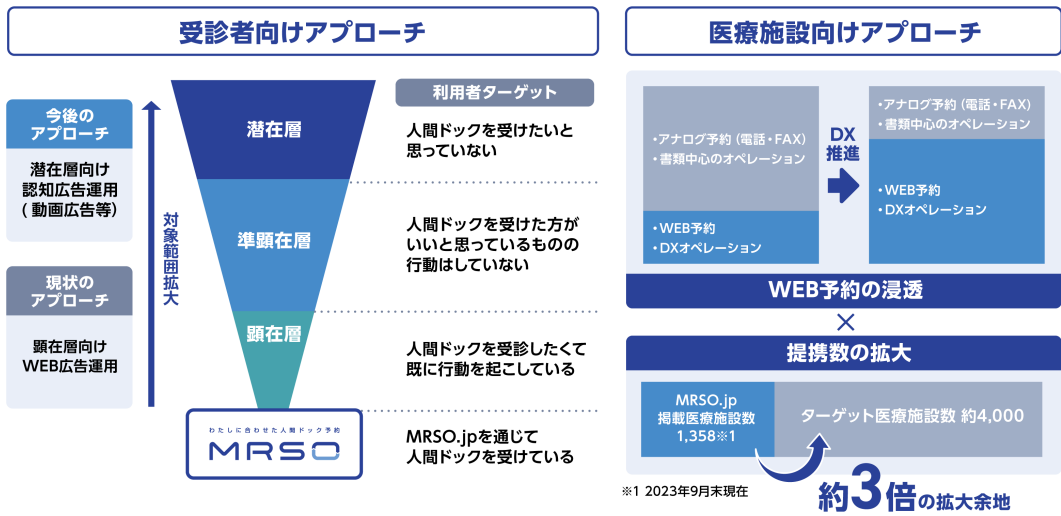 受診者向けアプローチ
今後の
アプローチ
潜在層向け
認知広告運用
(動画広告等)
現状の
アプローチ
顕在層向け
WEB広告運用
対象範囲拡大
潜在層
準顕在層
顕在層
わたしに合わせた人間ドック予約
MRSO
利用者ターゲット
人間ドックを受けたいと
思っていない
人間ドックを受けた方が
いいと思っているものの
行動はしていない
人間ドックを受診したくて
既に行動を起こしている
MRSO.jpを通じて
人間ドックを受けている
医療施設向けアプローチ
・アナログ予約（電話・FAX）
・書類中心のオペレーション
・WEB予約
・DXオペレーション
DX
推進
・アナログ予約（電話・FAX）
・書類中心のオペレーション
・WEB予約
・DXオペレーション
WEB予約の浸透
×
提携数の拡大
MRSO.jp
掲載医療施設数
1,358※1
ターゲット医療施設数 約4,000
※1 2023年9月末現在
約3倍の拡大余地